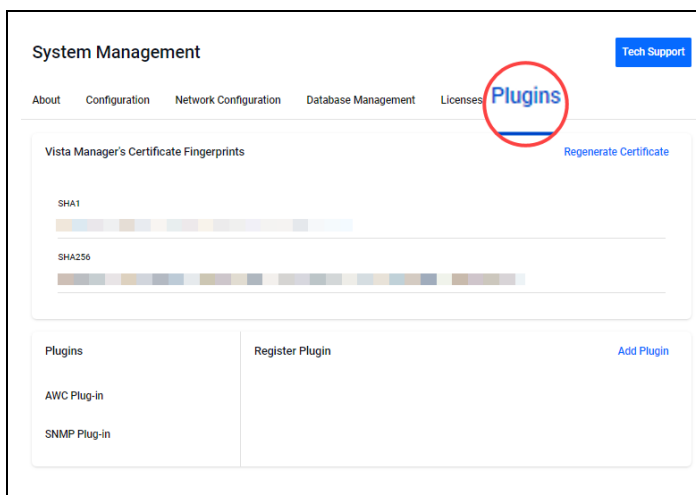 System Management
Tech Support
About Configuration Network Configuration Database Management Licenses Plugins
Vista Manager's Certificate Fingerprints Regenerate Certificate
SHA1
SHA256
Plugins Register Plugin Add Plugin
AWC Plug-in
SNMP Plug-in